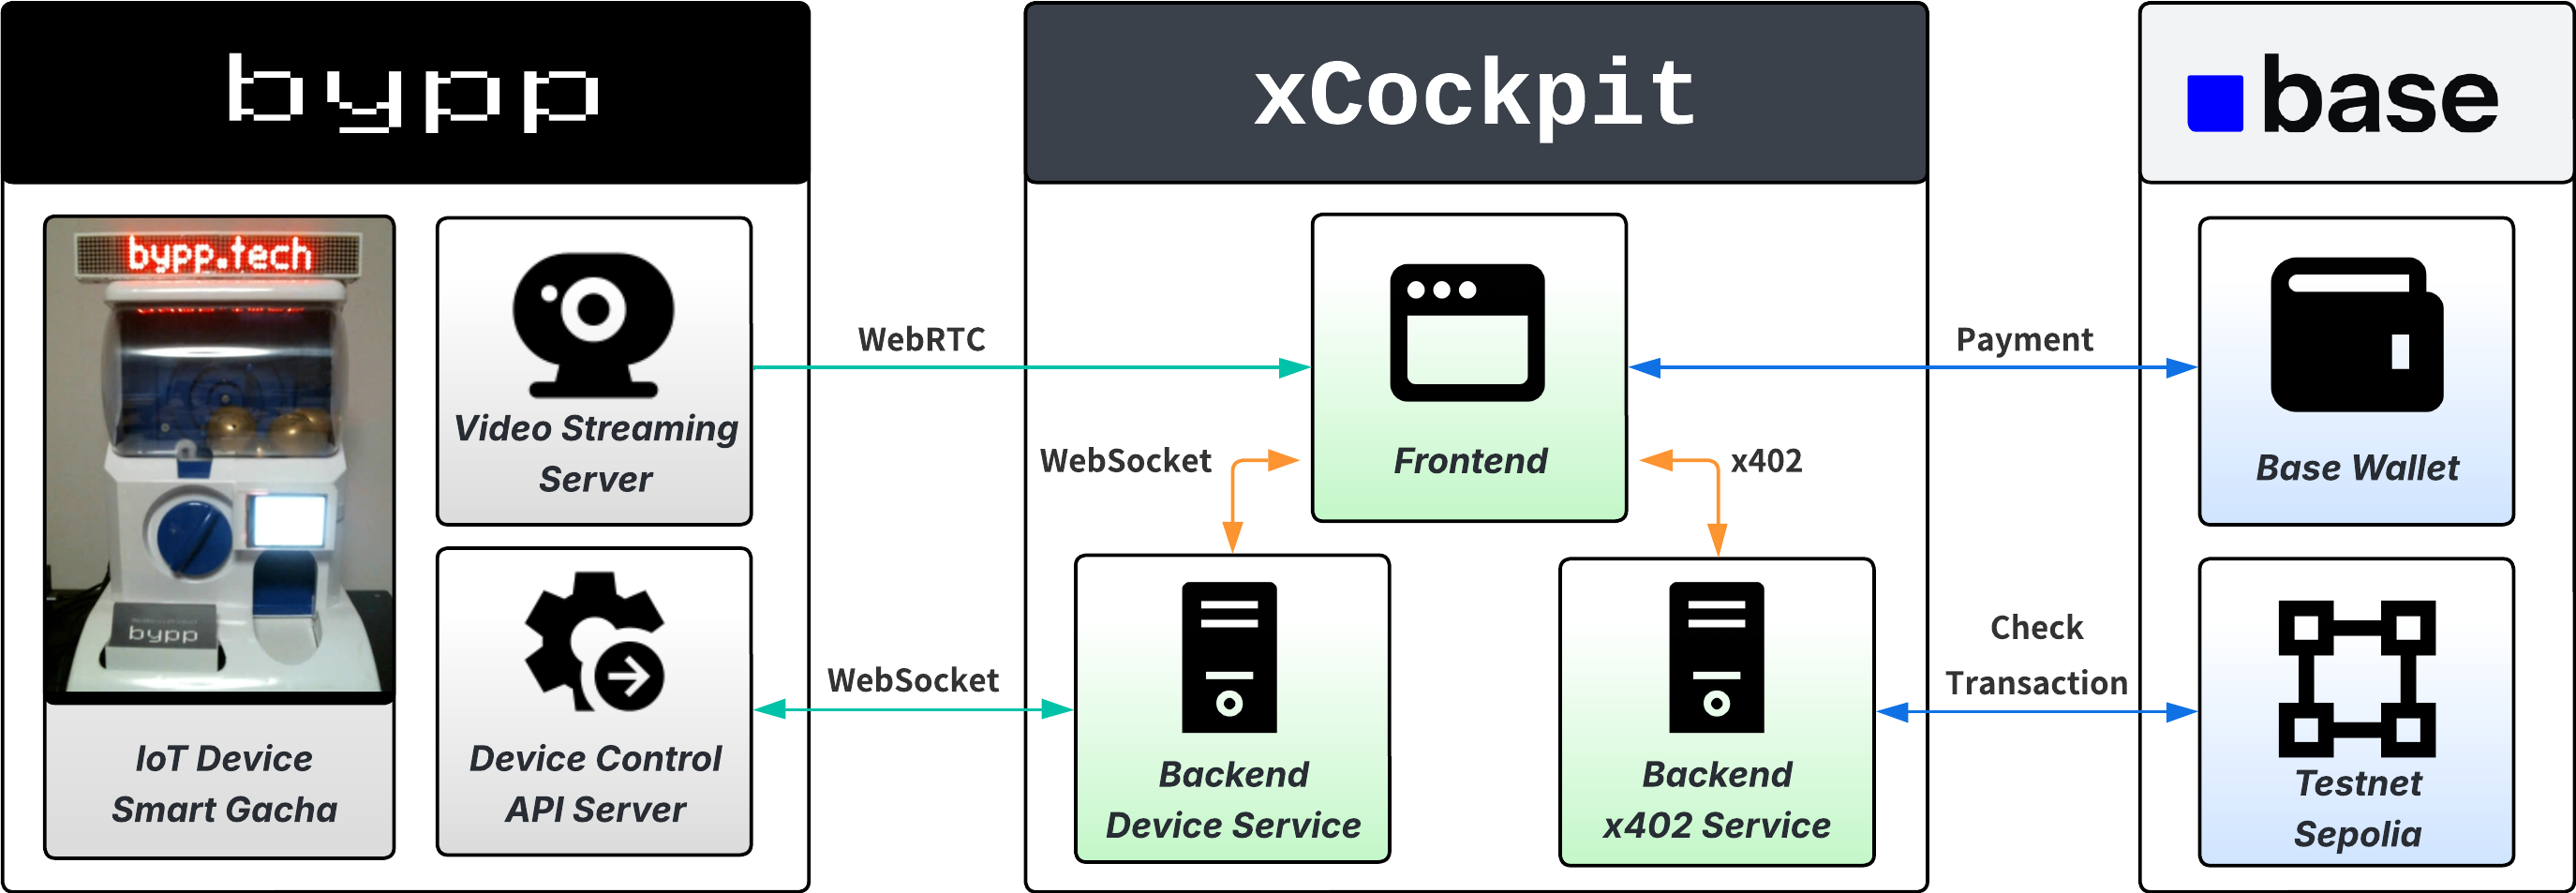 bypp
bypp.tech
bypp
IoT Device
Smart Gacha
Video Streaming
Server
Device Control
API Server
WebRTC
WebSocket
xCockpit
Frontend
WebSocket
x402
Backend
Device Service
Backend
x402 Service
Payment
Check
Transaction
base
Base Wallet
Testnet
Sepolia